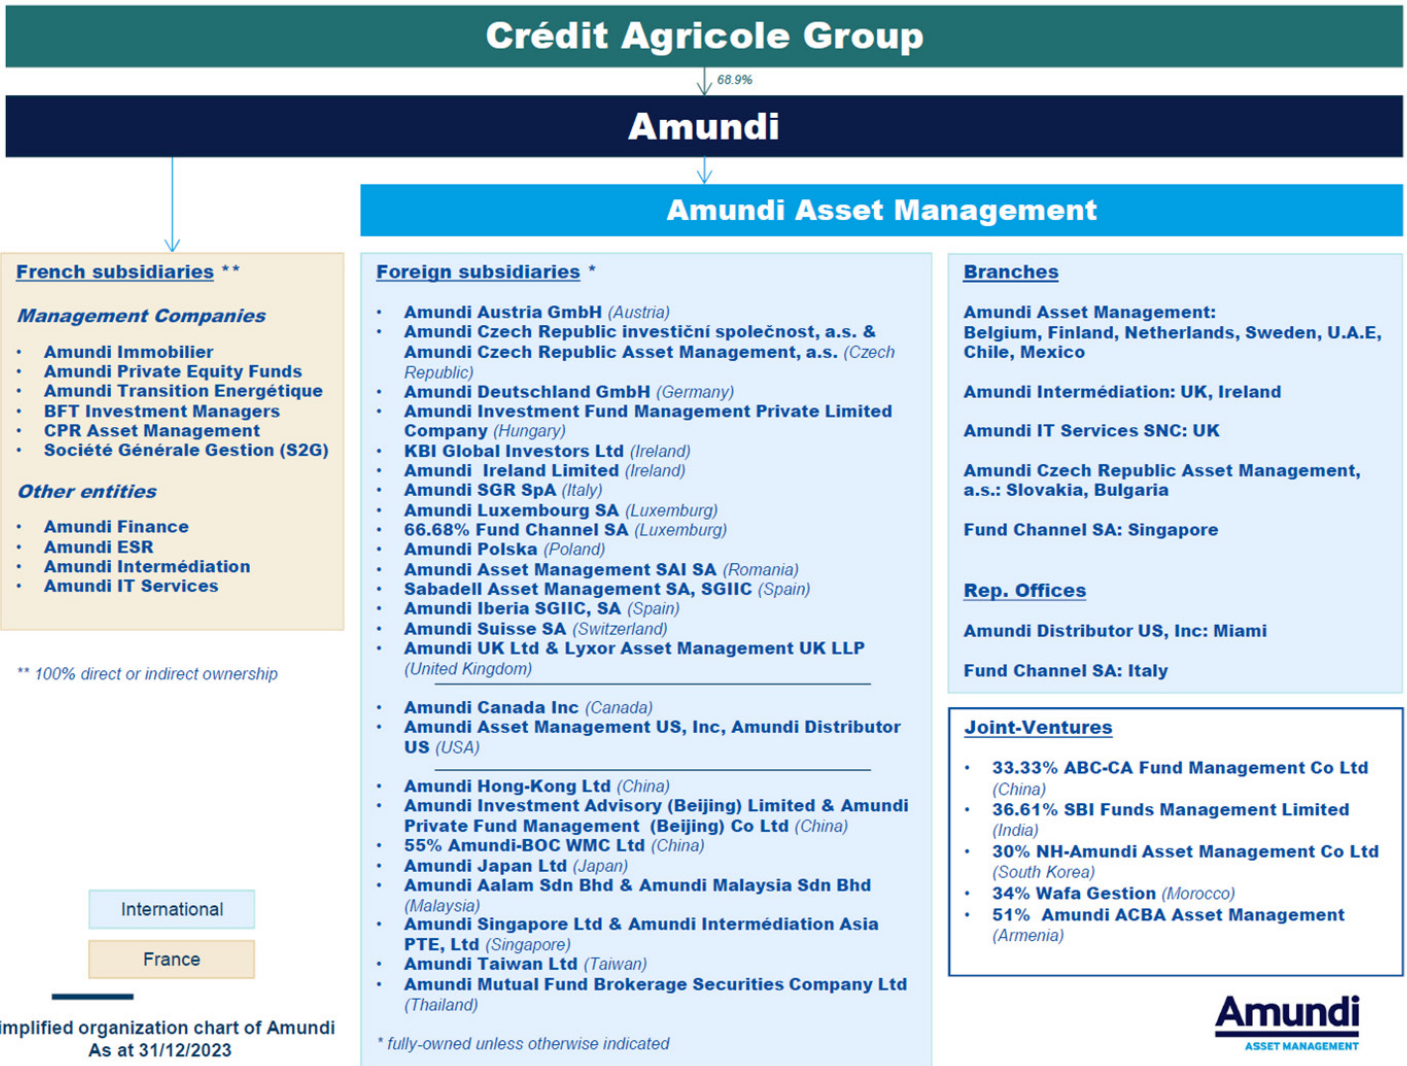 Crédit Agricole Group
68.9%
Amundi
Amundi Asset Management
French subsidiaries **
Management Companies
• Amundi Immobilier
• Amundi Private Equity Funds
• Amundi Transition Energétique
• BFT Investment Managers
• CPR Asset Management
• Société Générale Gestion (S2G)
Other entities
• Amundi Finance
• Amundi ESR
• Amundi Intermédiation
• Amundi IT Services
** 100% direct or indirect ownership
Foreign subsidiaries *
• Amundi Austria GmbH (Austria)
• Amundi Czech Republic investiční společnost, a.s. &
Amundi Czech Republic Asset Management, a.s. (Czech
Republic)
• Amundi Deutschland GmbH (Germany)
• Amundi Investment Fund Management Private Limited
Company (Hungary)
• KBI Global Investors Ltd (Ireland)
• Amundi Ireland Limited (Ireland)
• Amundi SGR SpA (Italy)
• Amundi Luxembourg SA (Luxemburg)
• 66.68% Fund Channel SA (Luxemburg)
• Amundi Polska (Poland)
• Amundi Asset Management SAI SA (Romania)
• Sabadell Asset Management SA, SGIIC (Spain)
• Amundi Iberia SGIIC, SA (Spain)
• Amundi Suisse SA (Switzerland)
• Amundi UK Ltd & Lyxor Asset Management UK LLP
(United Kingdom)
• Amundi Canada Inc (Canada)
• Amundi Asset Management US, Inc, Amundi Distributor
US (USA)
• Amundi Hong-Kong Ltd (China)
• Amundi Investment Advisory (Beijing) Limited & Amundi
Private Fund Management (Beijing) Co Ltd (China)
• 55% Amundi-BOC WMC Ltd (China)
• Amundi Japan Ltd (Japan)
• Amundi Aalam Sdn Bhd & Amundi Malaysia Sdn Bhd
(Malaysia)
• Amundi Singapore Ltd & Amundi Intermédiation Asia
PTE, Ltd (Singapore)
• Amundi Taiwan Ltd (Taiwan)
• Amundi Mutual Fund Brokerage Securities Company Ltd
(Thailand)
* fully-owned unless otherwise indicated
Branches
Amundi Asset Management:
Belgium, Finland, Netherlands, Sweden, U.A.E,
Chile, Mexico
Amundi Intermédiation: UK, Ireland
Amundi IT Services SNC: UK
Amundi Czech Republic Asset Management,
a.s.: Slovakia, Bulgaria
Fund Channel SA: Singapore
Rep. Offices
Amundi Distributor US, Inc: Miami
Fund Channel SA: Italy
Joint-Ventures
• 33.33% ABC-CA Fund Management Co Ltd
(China)
• 36.61% SBI Funds Management Limited
(India)
• 30% NH-Amundi Asset Management Co Ltd
(South Korea)
• 34% Wafa Gestion (Morocco)
• 51% Amundi ACBA Asset Management
(Armenia)
International
France
implified organization chart of Amundi
As at 31/12/2023
Amundi
ASSET MANAGEMENT